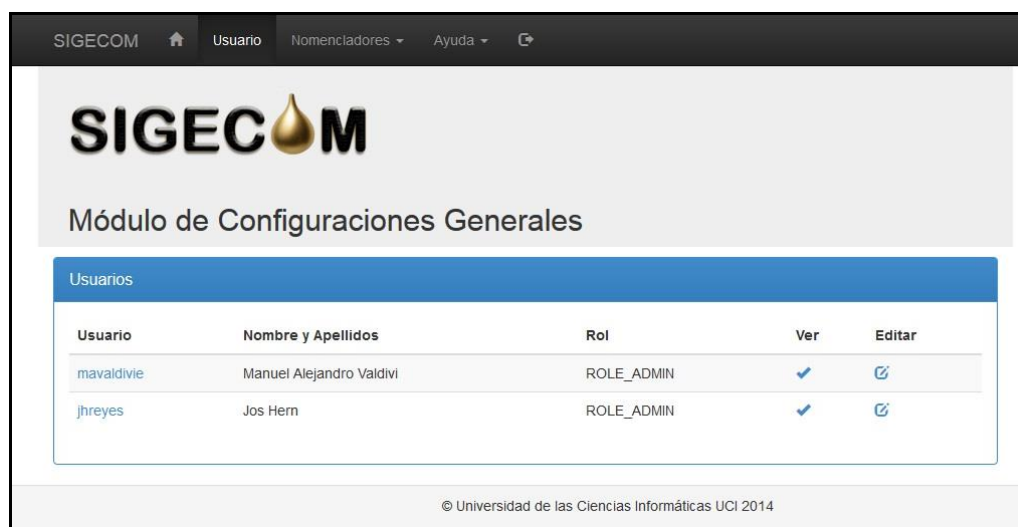 SIGECOM Usuario Nomencladores Ayuda
SIGECOM
Módulo de Configuraciones Generales
Usuarios
Usuario Nombre y Apellidos Rol Ver Editar
mavaldivie Manuel Alejandro Valdivi ROLE_ADMIN
jhreyes Jos Hern ROLE_ADMIN
© Universidad de las Ciencias Informáticas UCI 2014